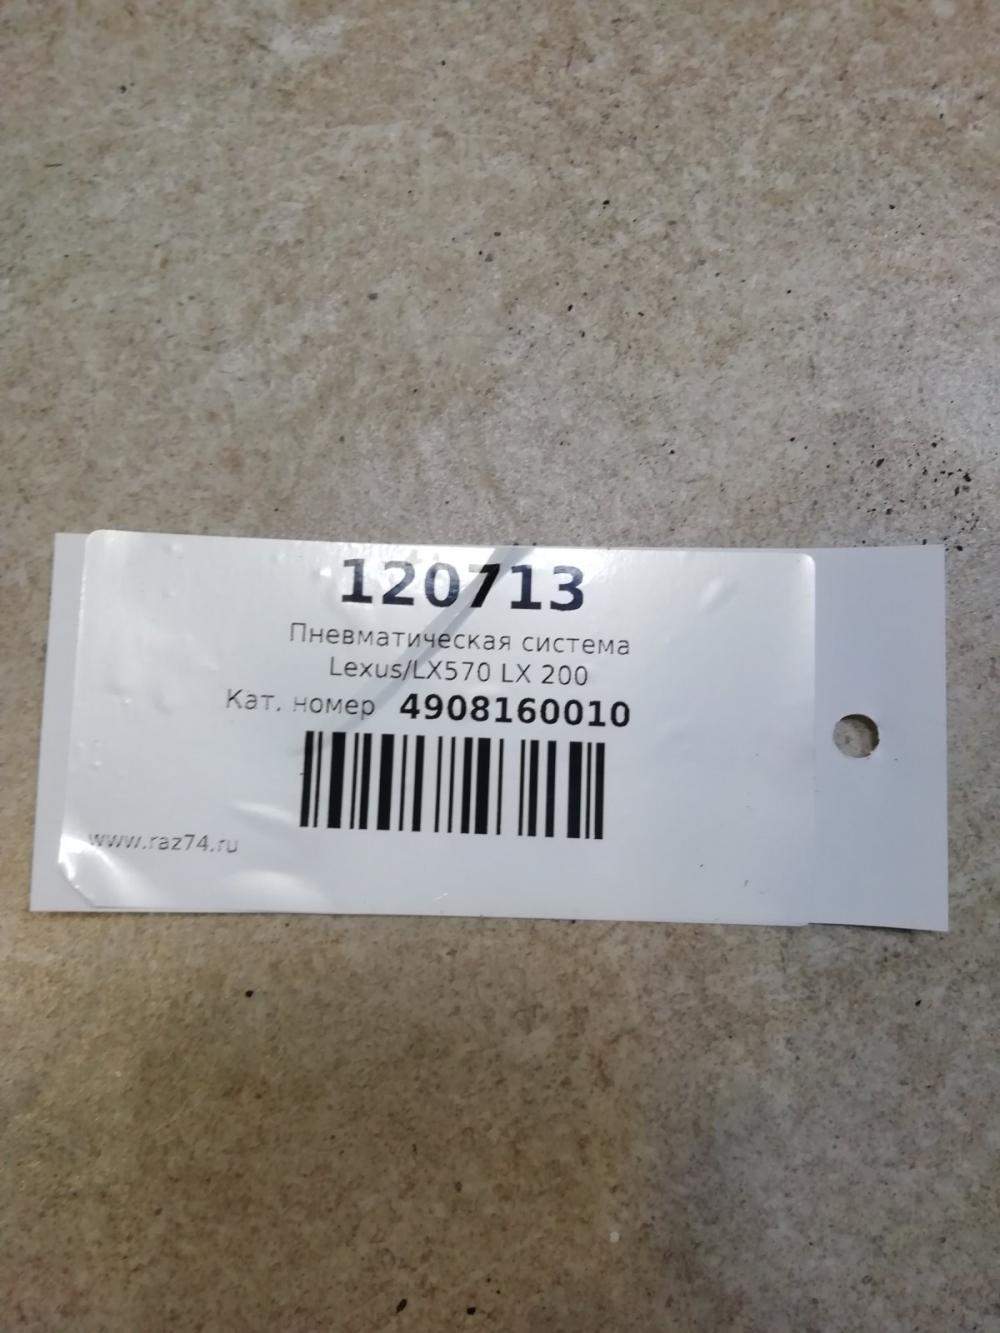 120713
Пневматическая система
Lexus/LX570 LX 200
Кат. номер 4908160010
www.raz74.ru